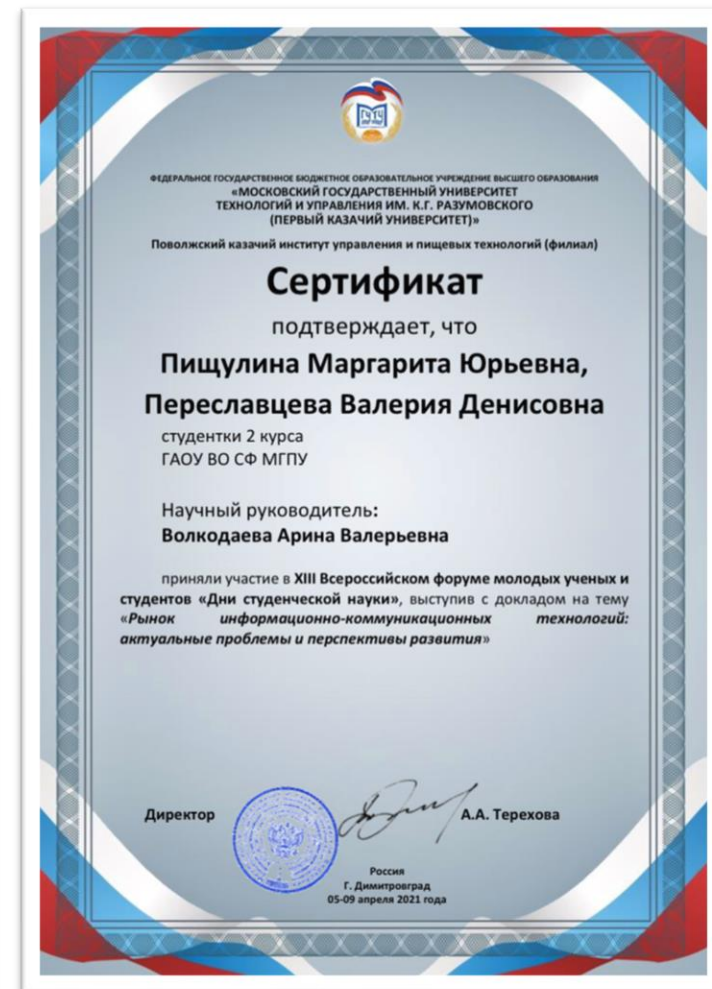 ФЕДЕРАЛЬНОЕ ГОСУДАРСТВЕННОЕ БЮДЖЕТНОЕ ОБРАЗОВАТЕЛЬНОЕ УЧРЕЖДЕНИЕ ВЫСШЕГО ОБРАЗОВАНИЯ
«МОСКОВСКИЙ ГОСУДАРСТВЕННЫЙ УНИВЕРСИТЕТ
ТЕХНОЛОГИЙ И УПРАВЛЕНИЯ ИМ. К.Г. РАЗУМОВСКОГО
(ПЕРВЫЙ КАЗАЧИЙ УНИВЕРСИТЕТ)»
Поволжский казачий институт управления и пищевых технологий (филиал)
Сертификат
подтверждает, что
Пищулина Маргарита Юрьевна,
Переславцева Валерия Денисовна
студентки 2 курса
ГАОУ ВО СФ МГПУ
Научный руководитель:
Волкодаева Арина Валерьевна
приняли участие в XIII Всероссийском форуме молодых ученых и
студентов «Дни студенческой науки», выступив с докладом на тему
«Рынок информационно-коммуникационных технологий:
актуальные проблемы и перспективы развития»
Директор А.А. Терехова
Россия
Г. Димитровград
05-09 апреля 2021 года